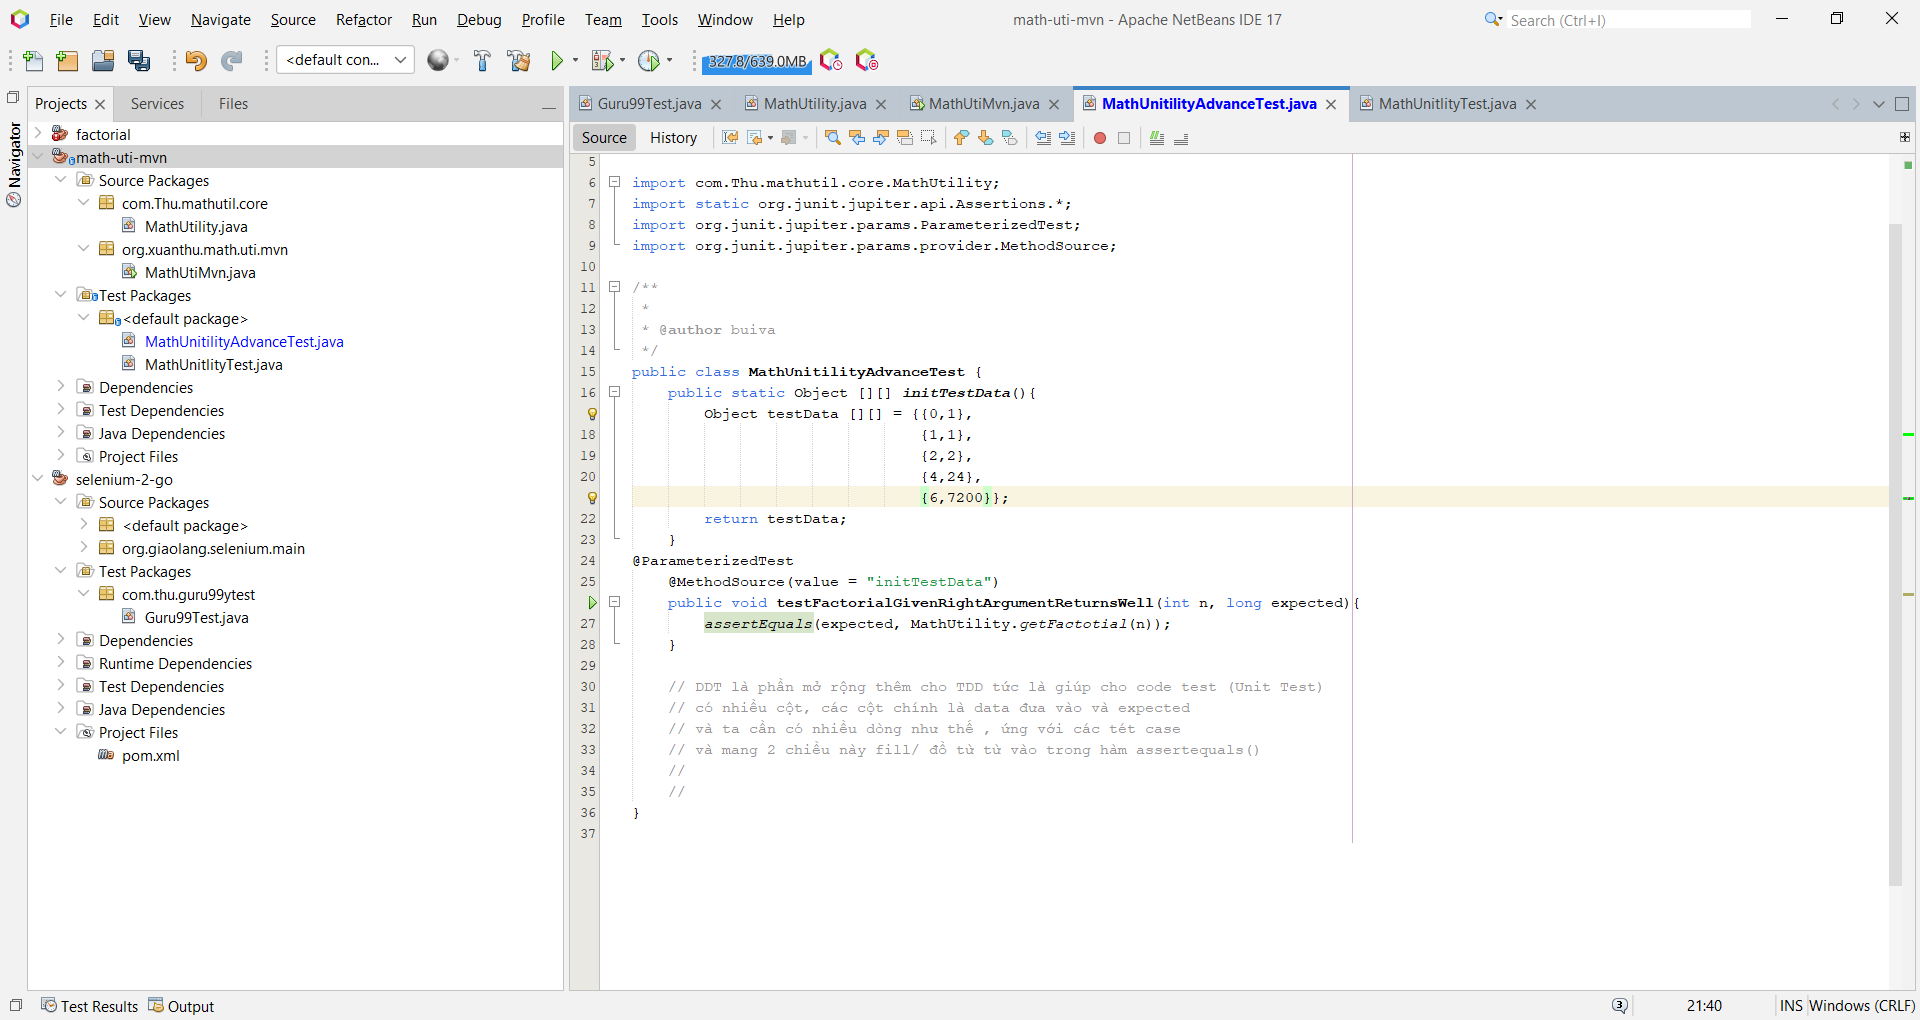 File Edit View Navigate Source Refactor Run Debug Profile Team Tools Window Help
math-uti-mvn - Apache NetBeans IDE 17
Search (Ctrl+I)
<default con...
327.8/639.0MB
Projects Services Files
Navigator
factorial
math-uti-mvn
Source Packages
com.Thu.mathutil.core
MathUtility.java
org.xuanthu.math.uti.mvn
MathUtiMvn.java
Test Packages
<default package>
MathUnitilityAdvanceTest.java
MathUnitlityTest.java
Dependencies
Test Dependencies
Java Dependencies
Project Files
selenium-2-go
Source Packages
<default package>
org.giaolang.selenium.main
Test Packages
com.thu.guru99ytest
Guru99Test.java
Dependencies
Runtime Dependencies
Test Dependencies
Java Dependencies
Project Files
pom.xml
Guru99Test.java MathUtility.java MathUtiMvn.java MathUnitilityAdvanceTest.java MathUnitlityTest.java
Source History
5
6 import com.Thu.mathutil.core.MathUtility;
7 import static org.junit.jupiter.api.Assertions.*;
8 import org.junit.jupiter.params.ParameterizedTest;
9 import org.junit.jupiter.params.provider.MethodSource;
10
11 /**
12 *
13 * @author buiva
14 */
15 public class MathUnitilityAdvanceTest {
16 public static Object [][] initTestData(){
Object testData [][] = {{0,1},
18 {1,1},
19 {2,2},
20 {4,24},
{6,7200}};
22 return testData;
23 }
24 @ParameterizedTest
25 @MethodSource(value = "initTestData")
public void testFactorialGivenRightArgumentReturnsWell(int n, long expected){
27 assertEquals(expected, MathUtility.getFactotial(n));
28 }
29
30 // DDT là phần mở rộng thêm cho TDD tức là giúp cho code test (Unit Test)
31 // có nhiều cột, các cột chính là data đưa vào và expected
32 // và ta cần có nhiều dòng như thế , ứng với các tét case
33 // và mang 2 chiều này fill/ đồ từ từ vào trong hàm assertequals()
34 //
35 //
36 }
37
Test Results Output
3
21:40
INS Windows (CRLF)